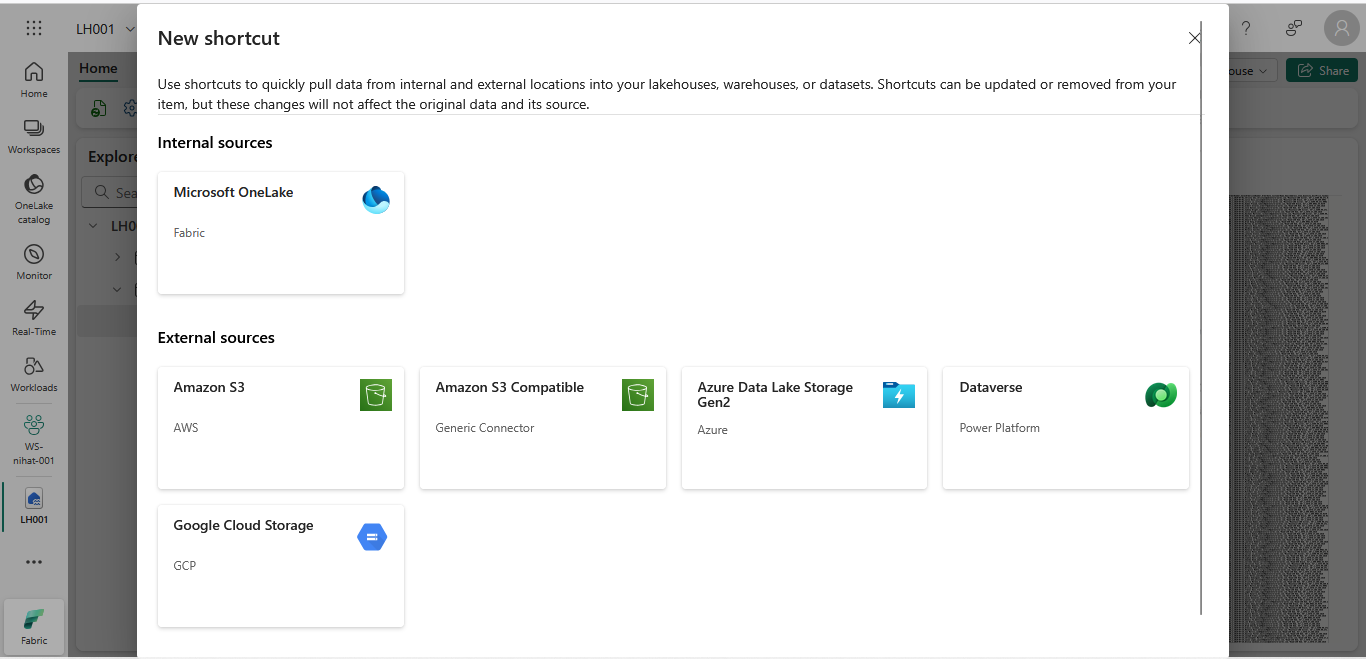 LH001
New shortcut
?
Home
Use shortcuts to quickly pull data from internal and external locations into your lakehouses, warehouses, or datasets. Shortcuts can be updated or removed from your
item, but these changes will not affect the original data and its source.
ouse
Share
Home
Workspaces
OneLake
catalog
Monitor
Real-Time
Workloads
WS-
nihat-001
LH001
Fabric
Explore
Sea
LH0
Internal sources
Microsoft OneLake
Fabric
External sources
Amazon S3
AWS
Amazon S3 Compatible
Generic Connector
Azure Data Lake Storage
Gen2
Azure
Dataverse
Power Platform
Google Cloud Storage
GCP